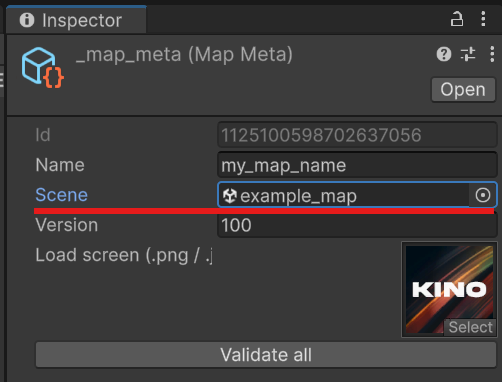 Inspector
_map_meta (Map Meta)
Open
Id 1125100598702637056
Name my_map_name
Scene example_map
Version 100
Load screen (.png / .j
KINO
Select
Validate all